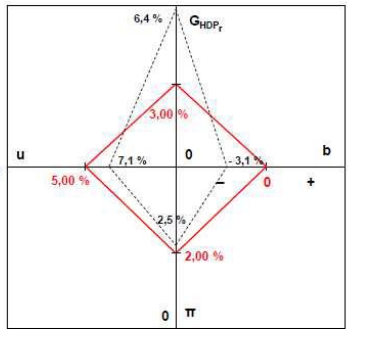 6,4 %
G_HDPr
3,00 %
u
7,1 %
0
- 3,1 %
b
5,00 %
–
0
+
2,5 %
2,00 %
0
π